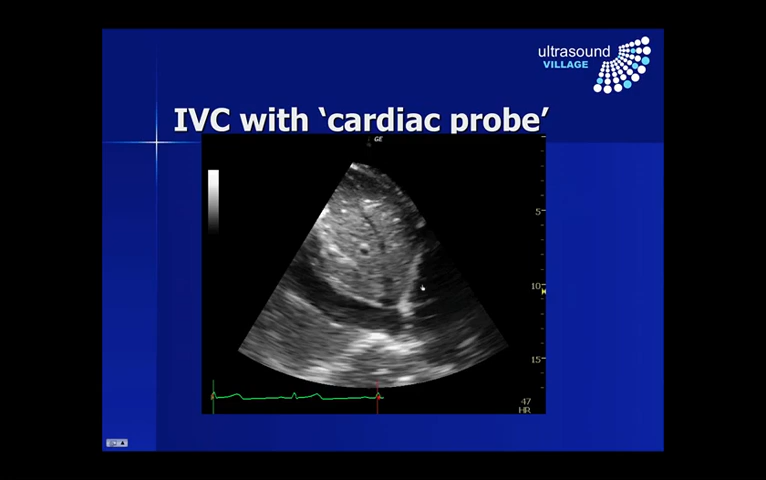 ultrasound
VILLAGE
IVC with ‘cardiac probe’
GE
5
10
15
47
HR